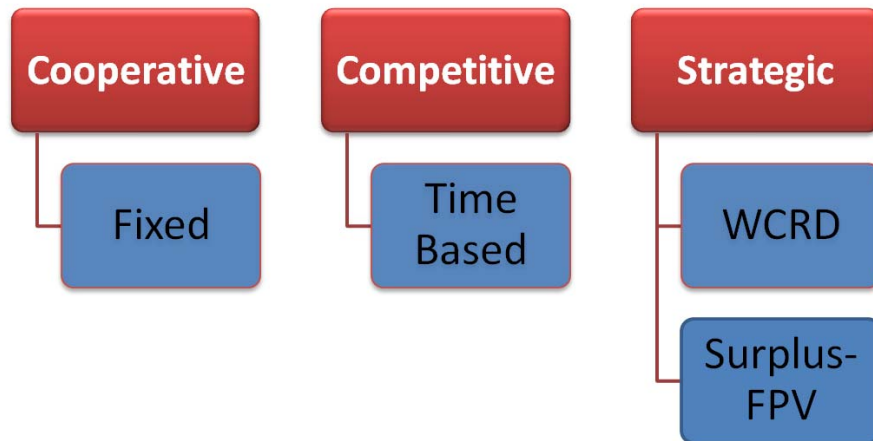 Cooperative
Fixed
Competitive
Time
Based
Strategic
WCRD
Surplus-
FPV